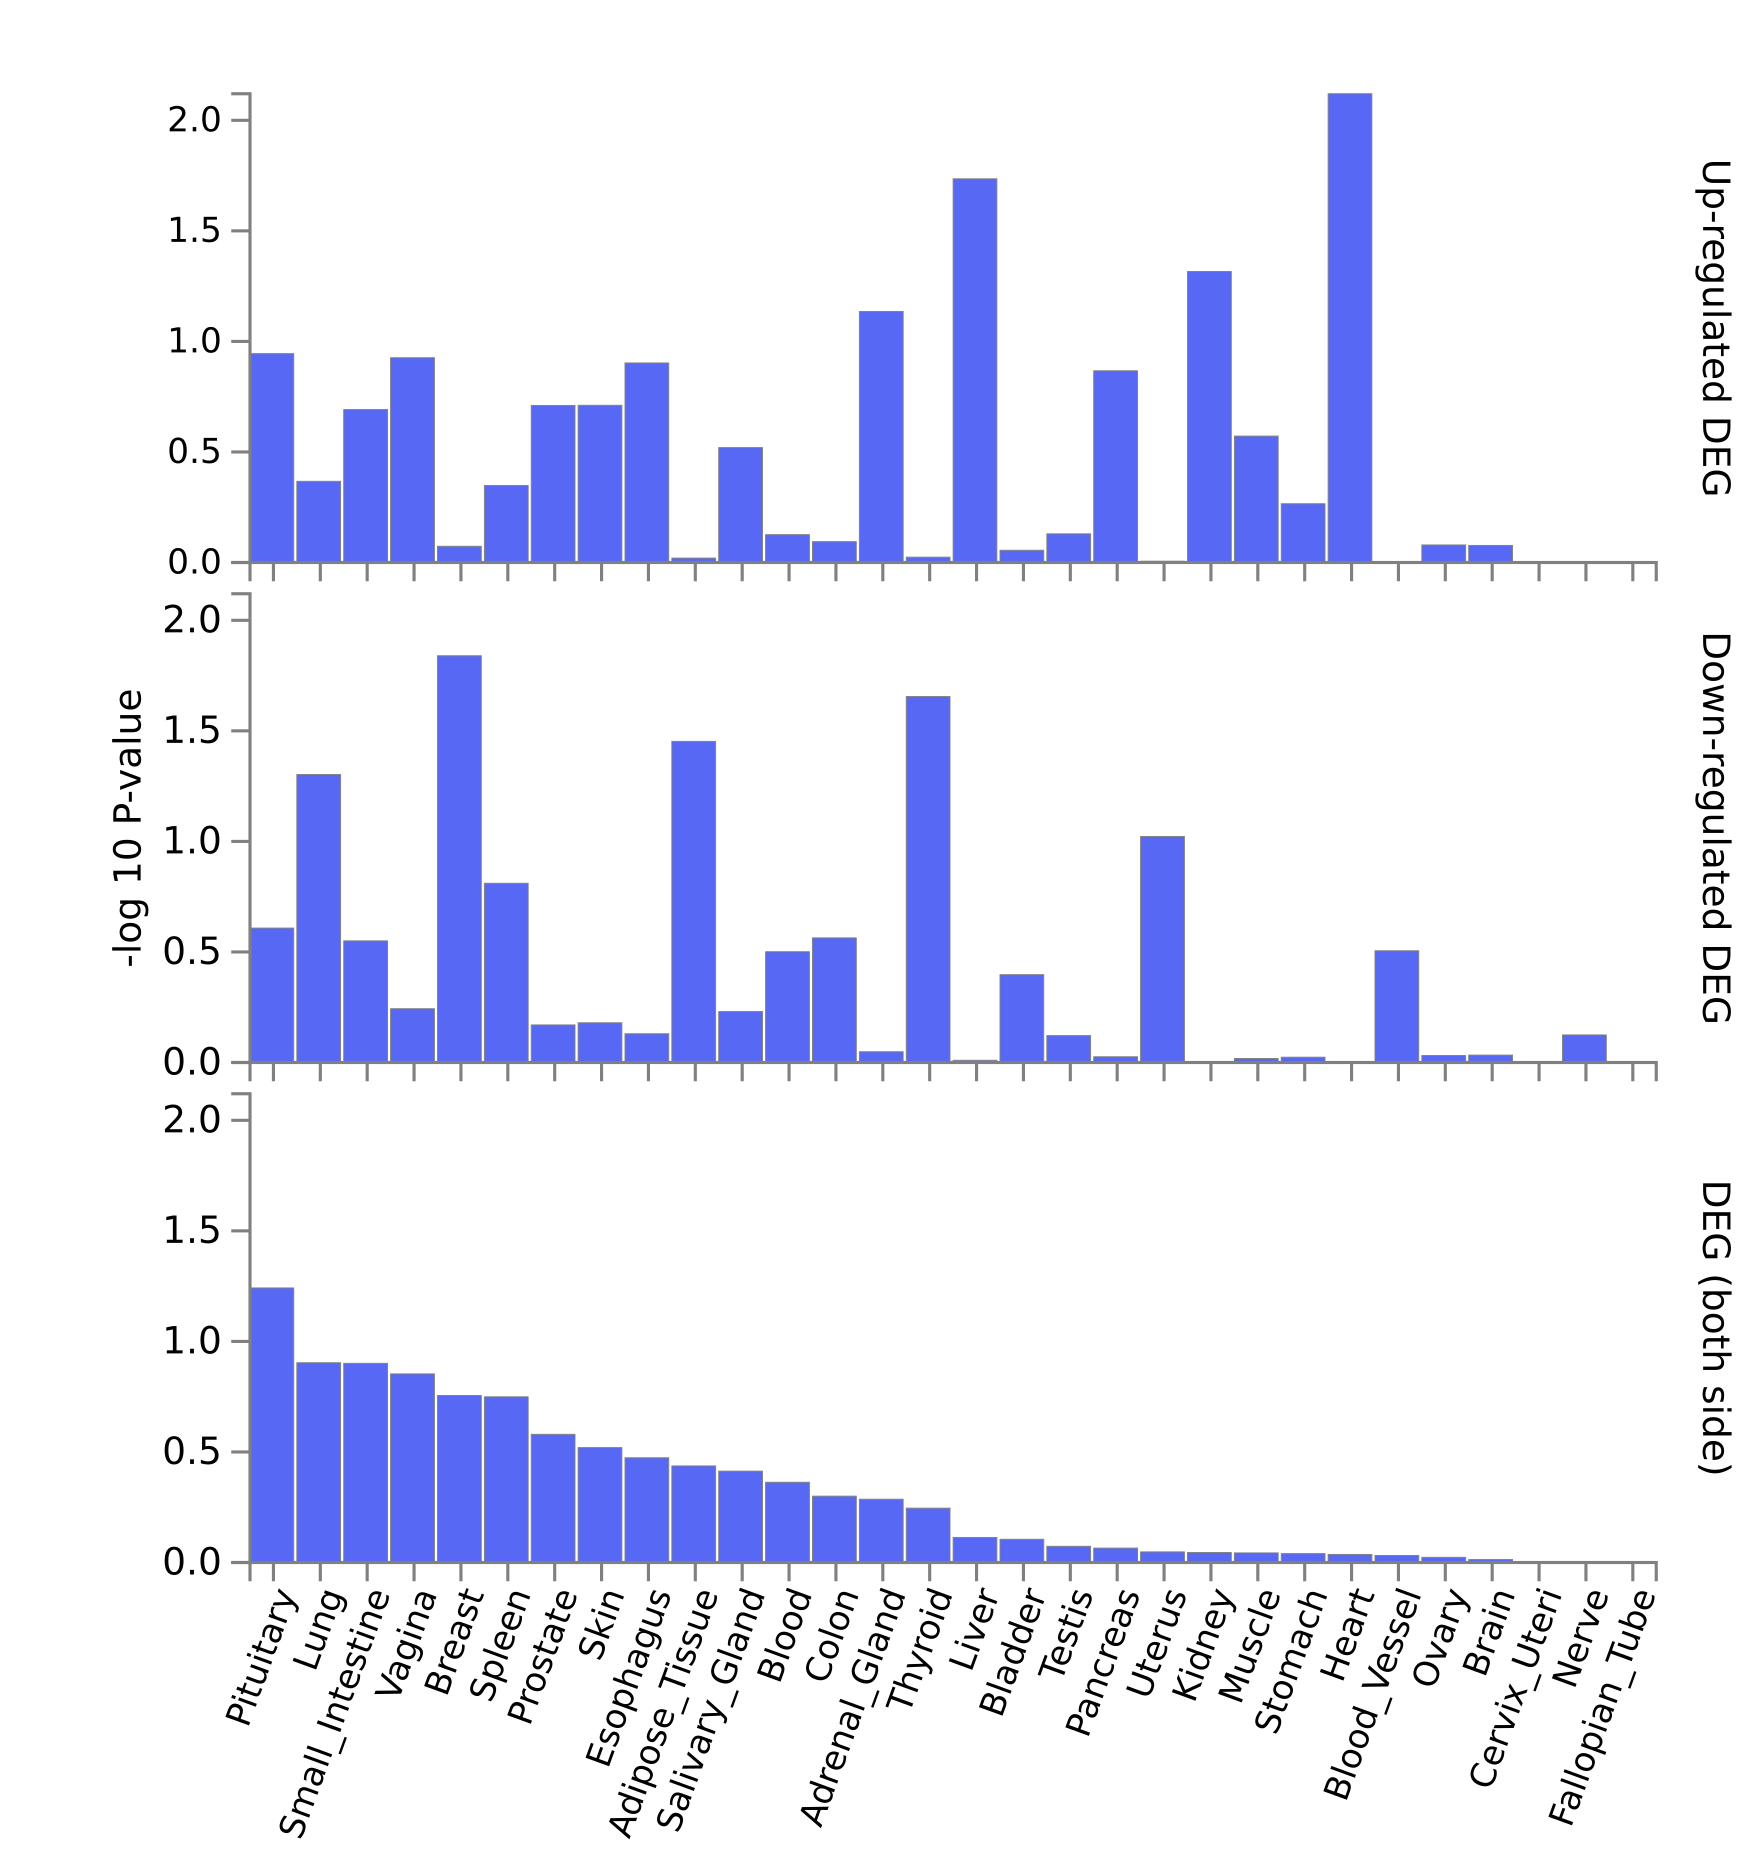 2.0
1.5
1.0
0.5
0.0
Up-regulated DEG
2.0
1.5
1.0
0.5
0.0
-log 10 P-value
Down-regulated DEG
2.0
1.5
1.0
0.5
0.0
DEG (both side)
Pituitary
Lung
Small_Intestine
Vagina
Breast
Spleen
Prostate
Skin
Esophagus
Adipose_Tissue
Salivary_Gland
Blood
Colon
Adrenal_Gland
Thyroid
Liver
Bladder
Testis
Pancreas
Uterus
Kidney
Muscle
Stomach
Heart
Blood_Vessel
Ovary
Brain
Cervix_Uteri
Nerve
Fallopian_Tube